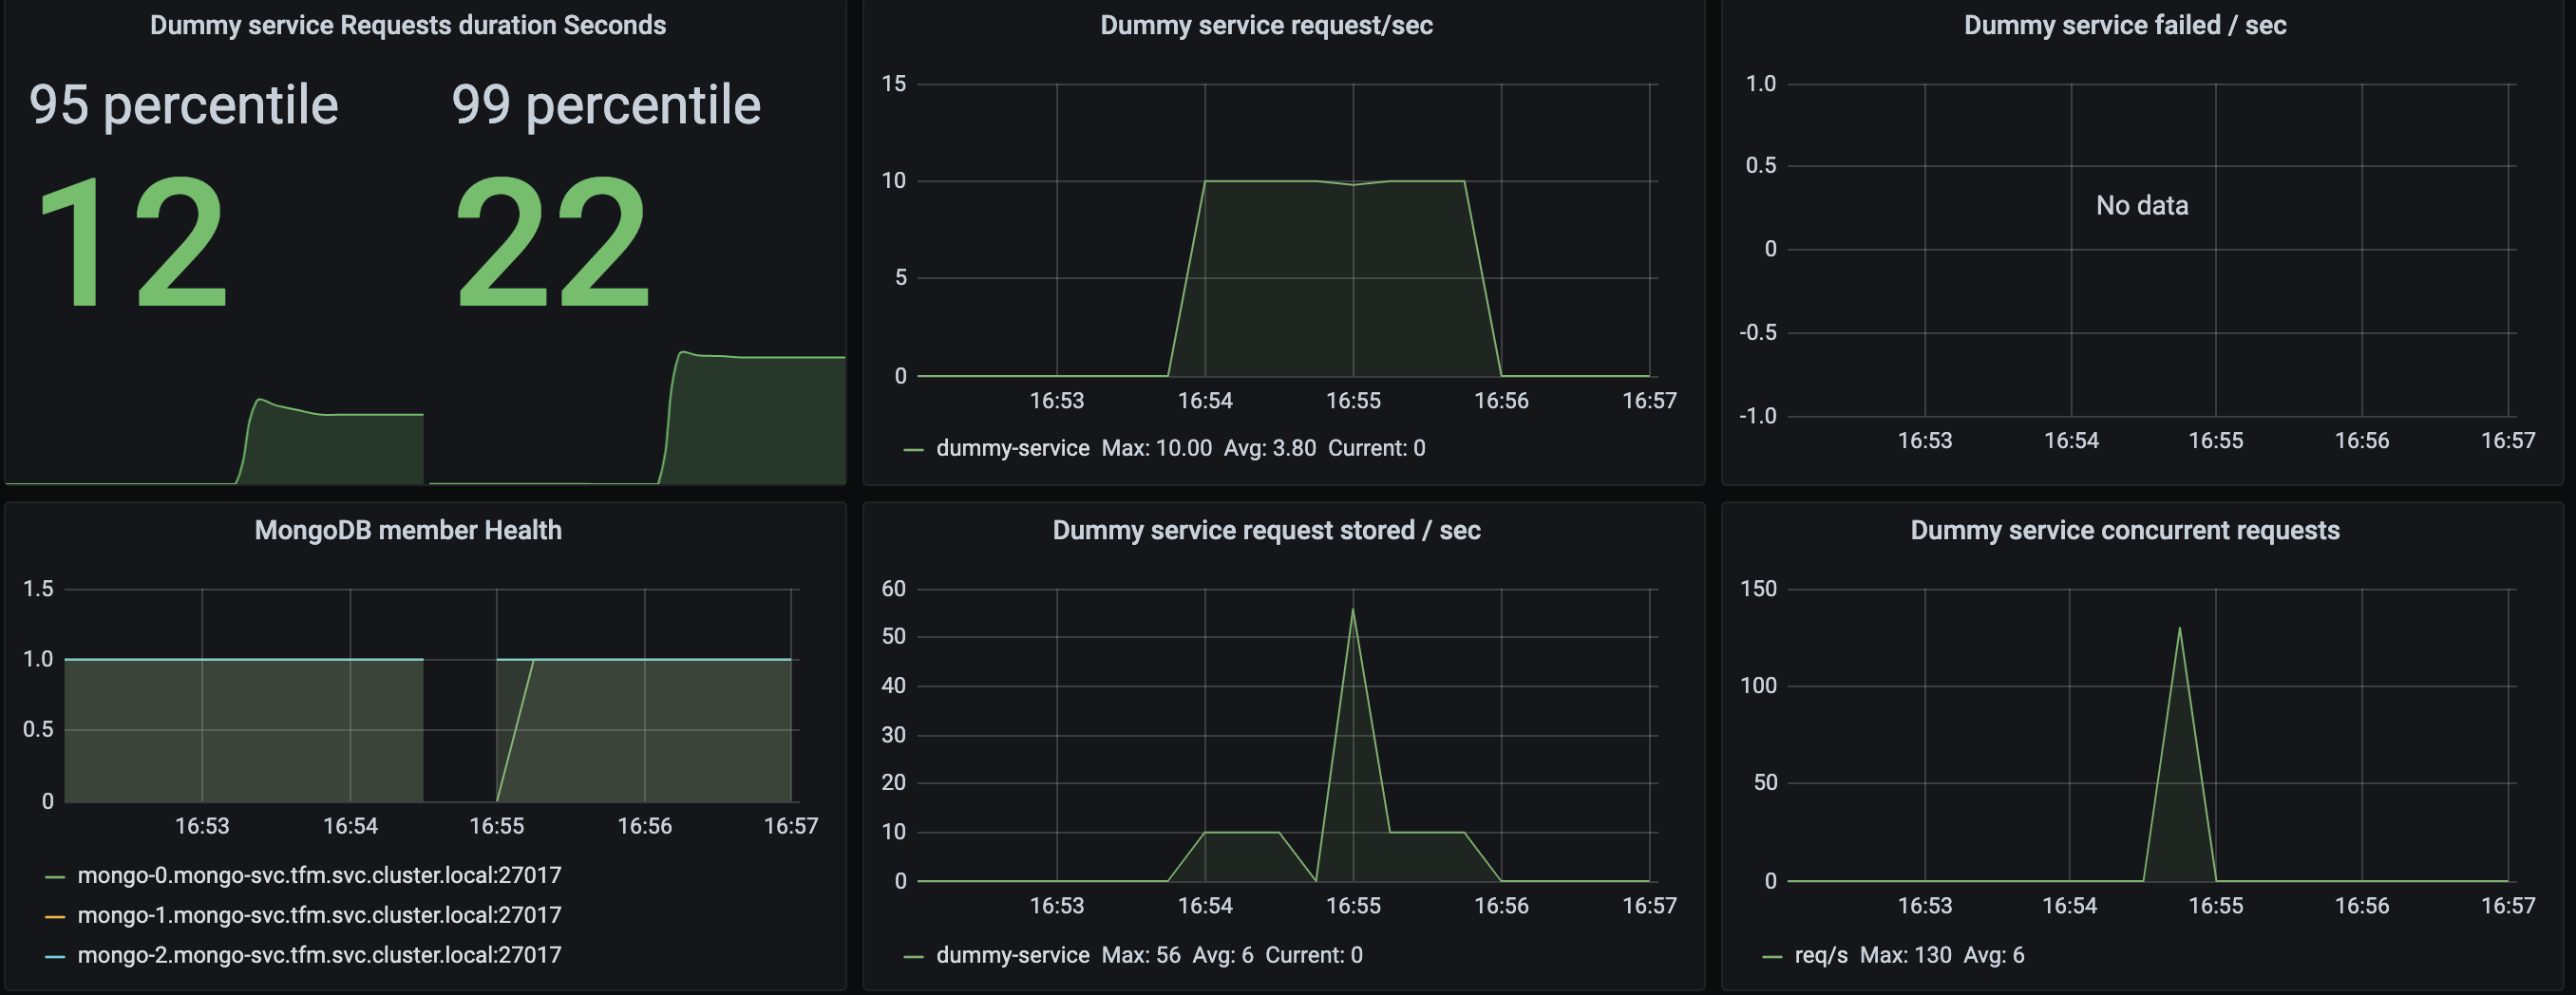 Dummy service Requests duration Seconds
95 percentile
99 percentile
12
22
Dummy service request/sec
15
10
5
0
16:53 16:54 16:55 16:56 16:57
dummy-service Max: 10.00 Avg: 3.80 Current: 0
Dummy service failed / sec
1.0
0.5
No data
0
-0.5
-1.0
16:53 16:54 16:55 16:56 16:57
MongoDB member Health
1.5
1.0
0.5
0
16:53 16:54 16:55 16:56 16:57
mongo-0.mongo-svc.tfm.svc.cluster.local:27017
mongo-1.mongo-svc.tfm.svc.cluster.local:27017
mongo-2.mongo-svc.tfm.svc.cluster.local:27017
Dummy service request stored / sec
60
50
40
30
20
10
0
16:53 16:54 16:55 16:56 16:57
dummy-service Max: 56 Avg: 6 Current: 0
Dummy service concurrent requests
150
100
50
0
16:53 16:54 16:55 16:56 16:57
req/s Max: 130 Avg: 6